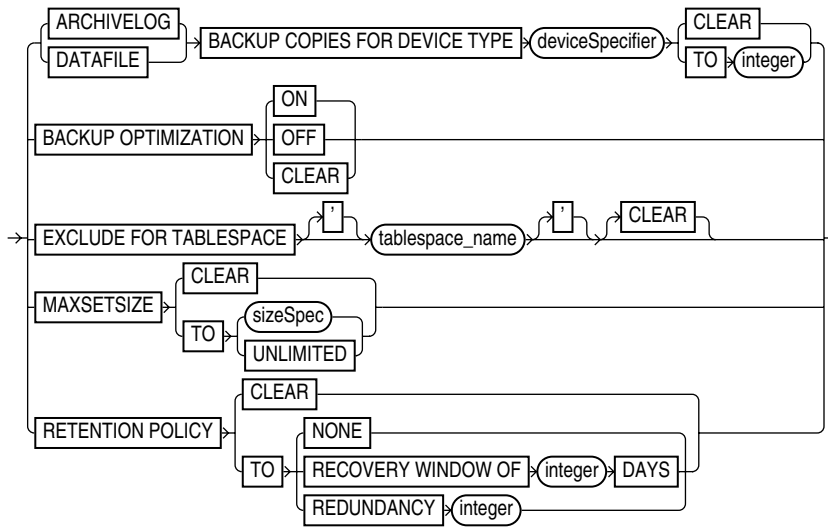 ARCHIVELOG
DATAFILE
BACKUP COPIES FOR DEVICE TYPE deviceSpecifier
CLEAR
TO integer
BACKUP OPTIMIZATION
ON
OFF
CLEAR
EXCLUDE FOR TABLESPACE ' tablespace_name ' CLEAR
MAXSETSIZE
CLEAR
TO
sizeSpec
UNLIMITED
RETENTION POLICY
CLEAR
TO
NONE
RECOVERY WINDOW OF integer DAYS
REDUNDANCY integer